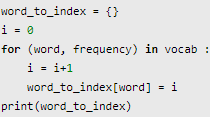 word_to_index = {}
i = 0
for (word, frequency) in vocab :
    i = i+1
    word_to_index[word] = i
print(word_to_index)